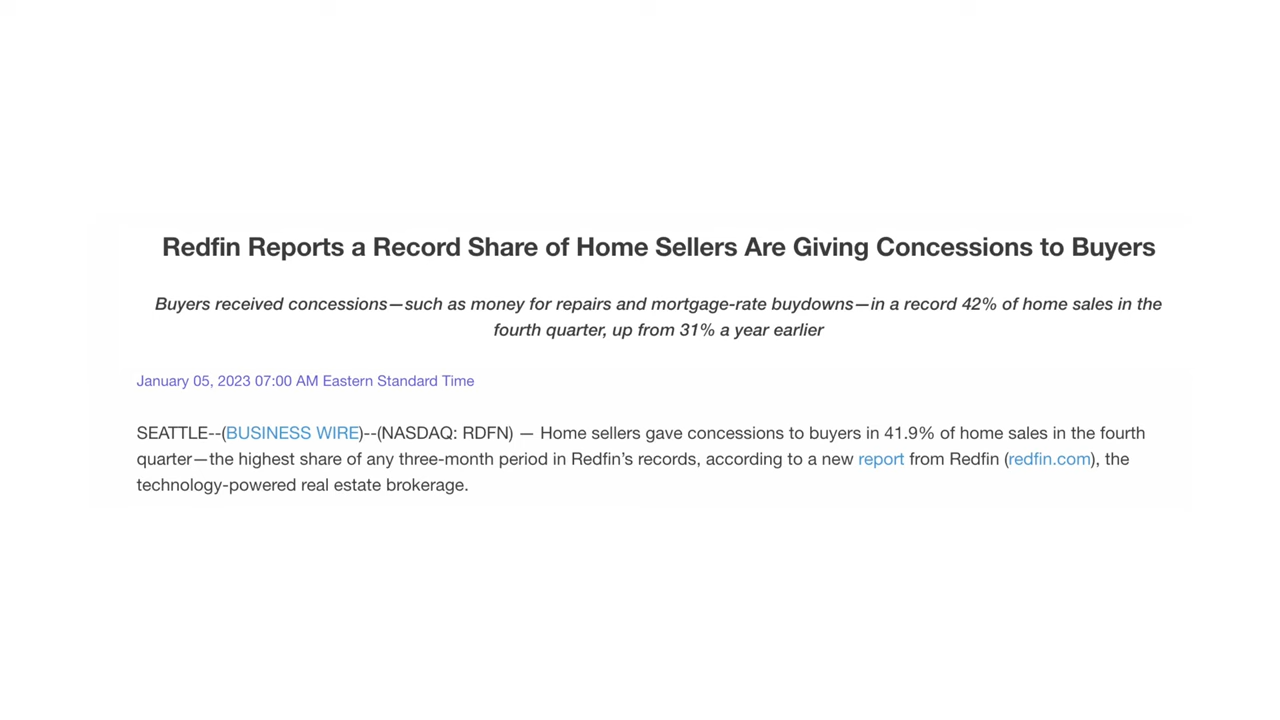 Redfin Reports a Record Share of Home Sellers Are Giving Concessions to Buyers
Buyers received concessions—such as money for repairs and mortgage-rate buydowns—in a record 42% of home sales in the
fourth quarter, up from 31% a year earlier
January 05, 2023 07:00 AM Eastern Standard Time
SEATTLE--(BUSINESS WIRE)--(NASDAQ: RDFN) — Home sellers gave concessions to buyers in 41.9% of home sales in the fourth
quarter—the highest share of any three-month period in Redfin’s records, according to a new report from Redfin (redfin.com), the
technology-powered real estate brokerage.